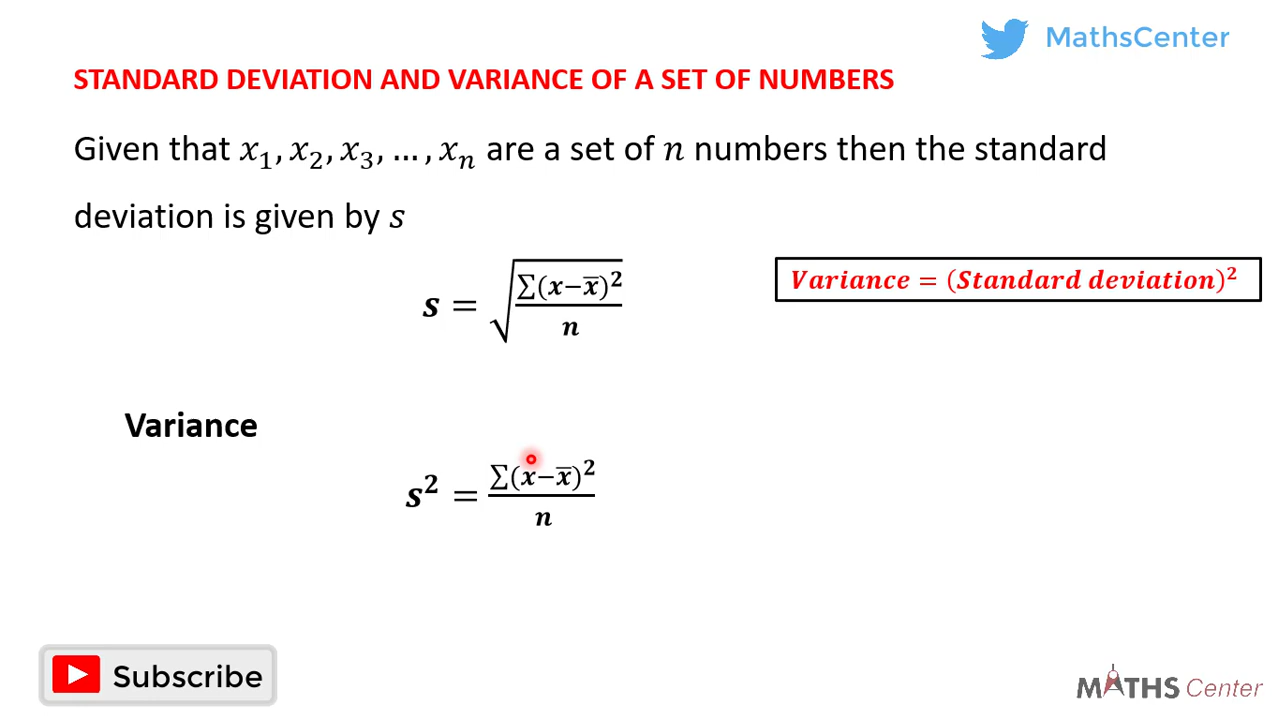 MathsCenter
STANDARD DEVIATION AND VARIANCE OF A SET OF NUMBERS
Given that x₁, x₂, x₃, …, xₙ are a set of n numbers then the standard
deviation is given by s
s = √(∑(x−x̅)²/n)
Variance = (Standard deviation)²
Variance
s² = ∑(x−x̅)²/n
Subscribe
MATHS Center